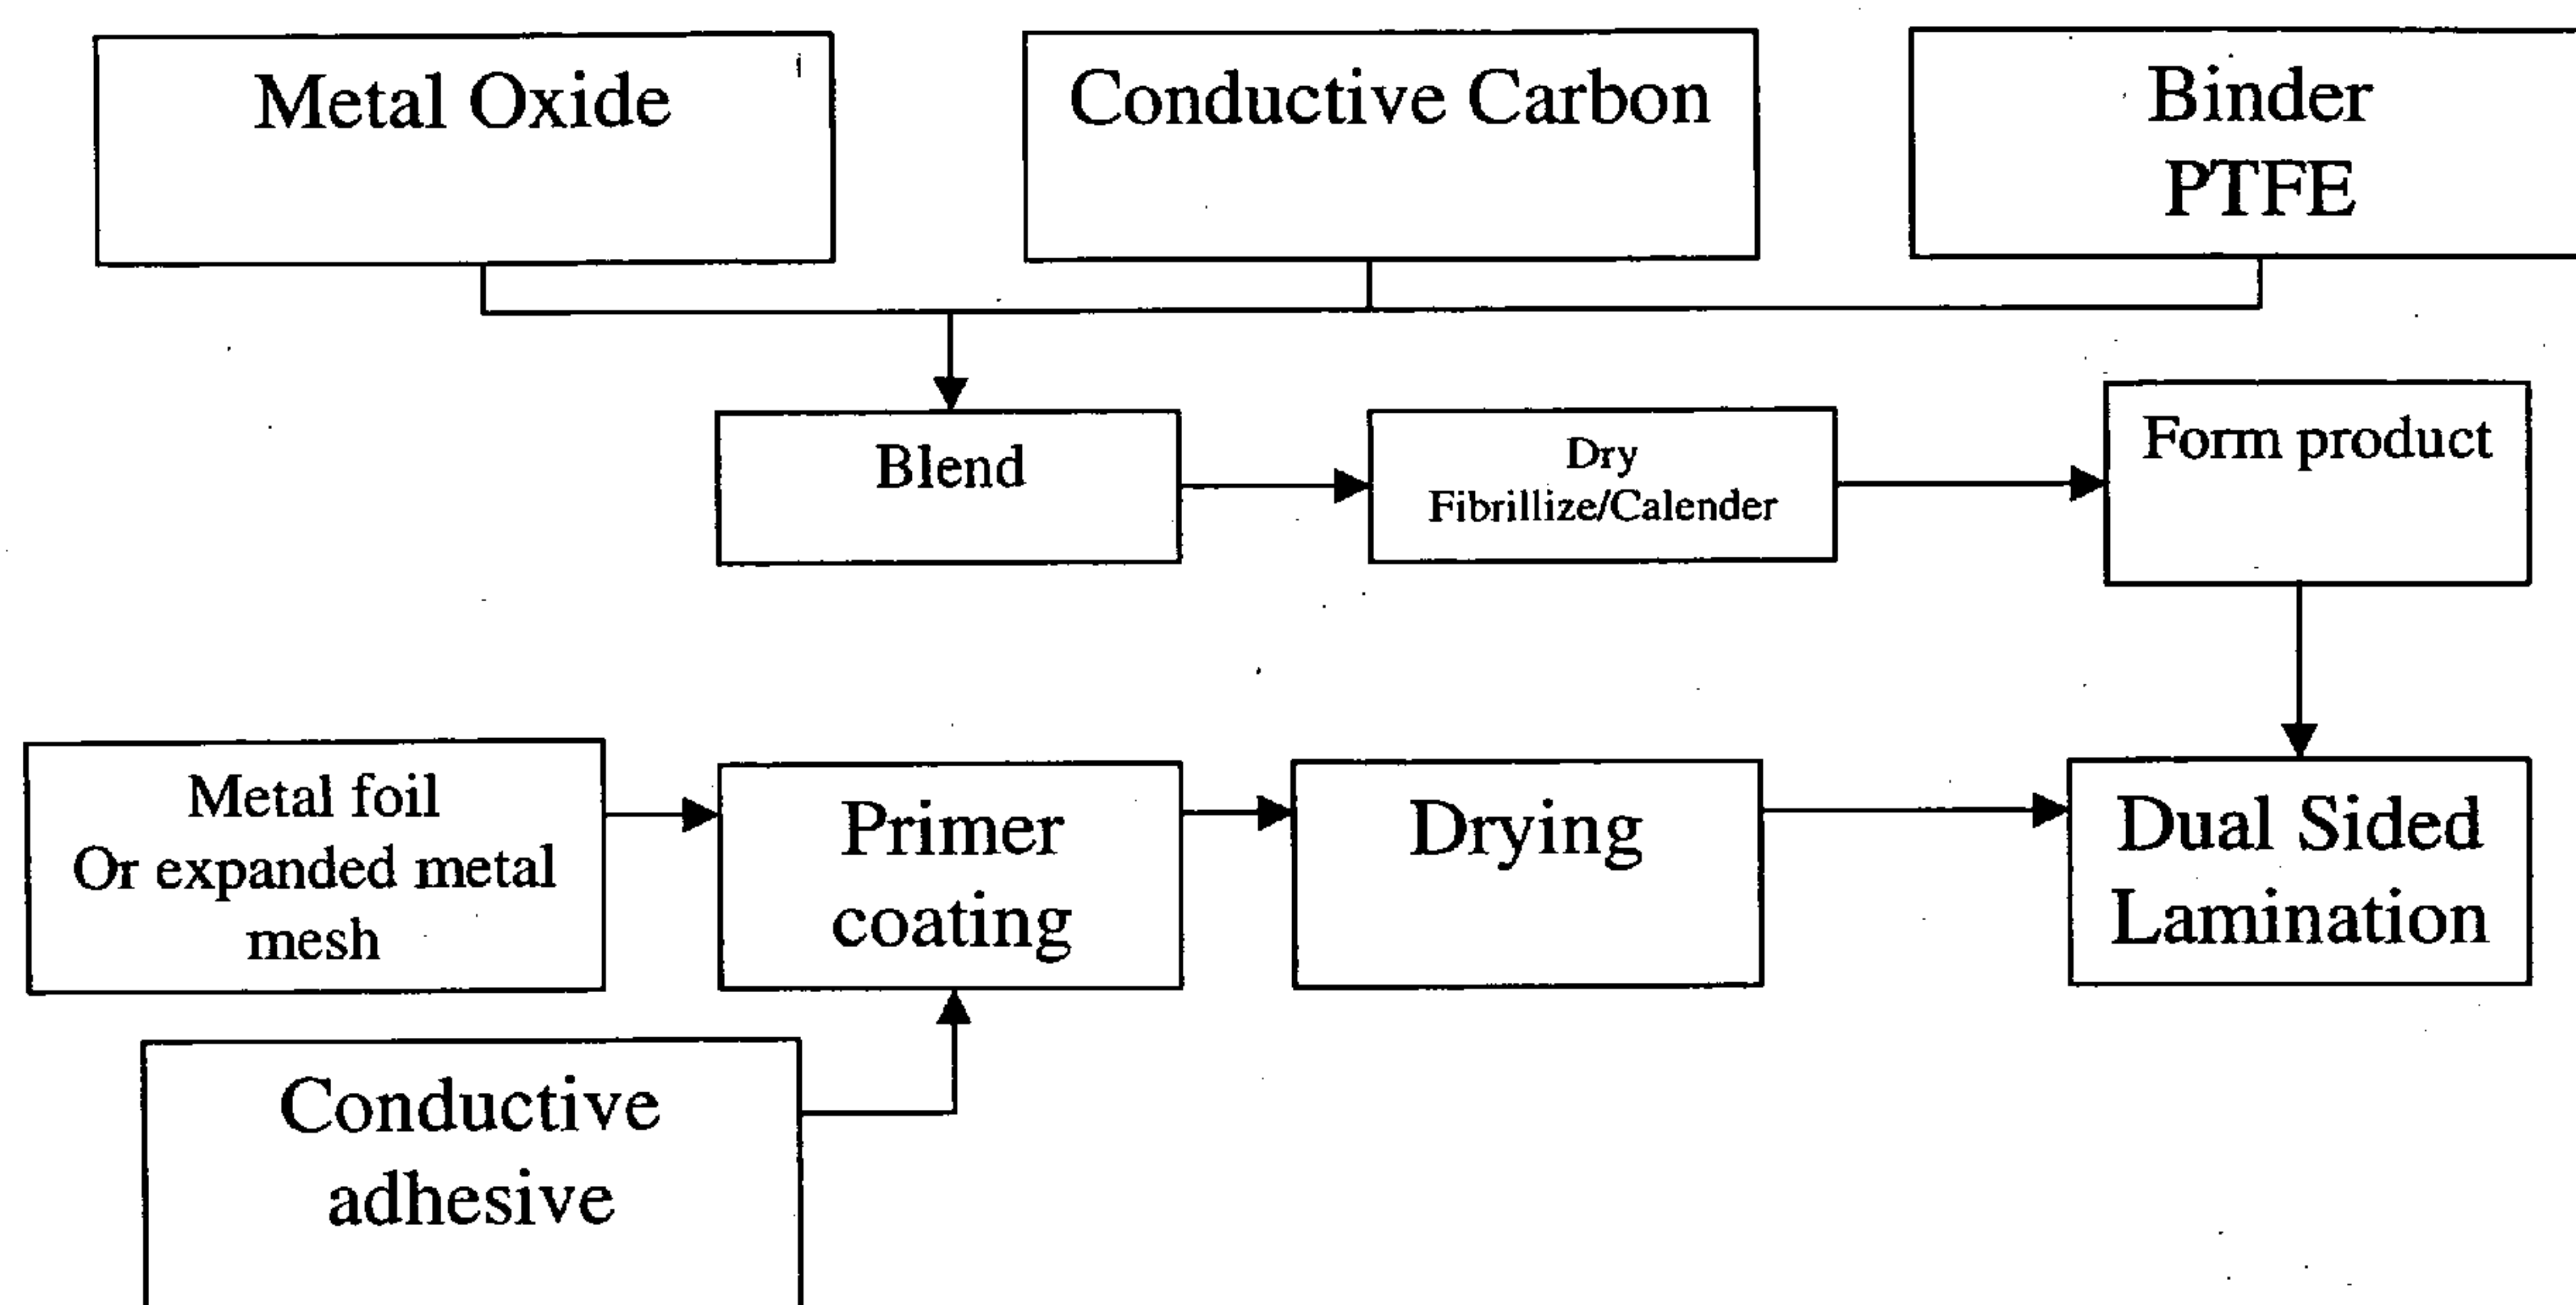 Metal Oxide
Conductive Carbon
Binder
PTFE
Blend
Dry
Fibrillize/Calender
Form product
Metal foil
Or expanded metal
mesh
Primer
coating
Drying
Dual Sided
Lamination
Conductive
adhesive